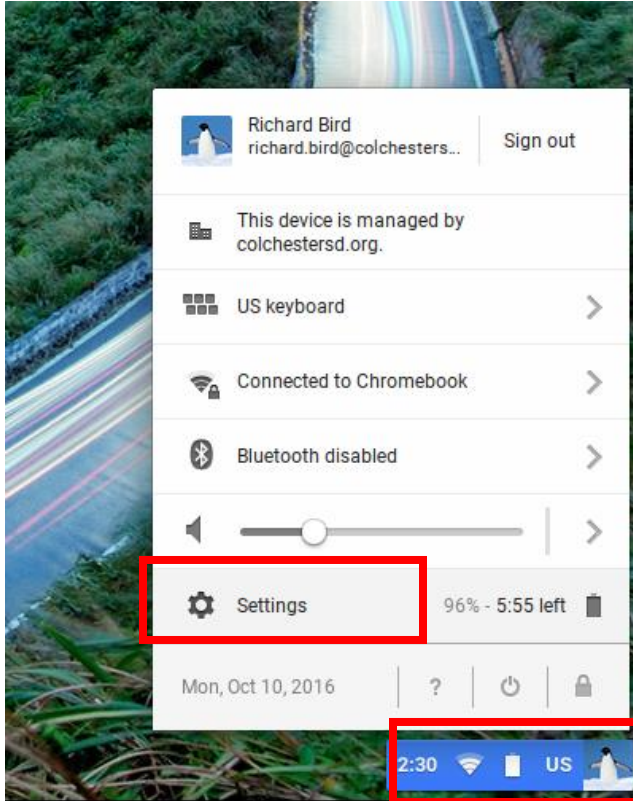 Richard Bird
richard.bird@colchesters...
Sign out
This device is managed by
colchestersd.org.
US keyboard
Connected to Chromebook
Bluetooth disabled
Settings
96% - 5:55 left
Mon, Oct 10, 2016
?
2:30
US